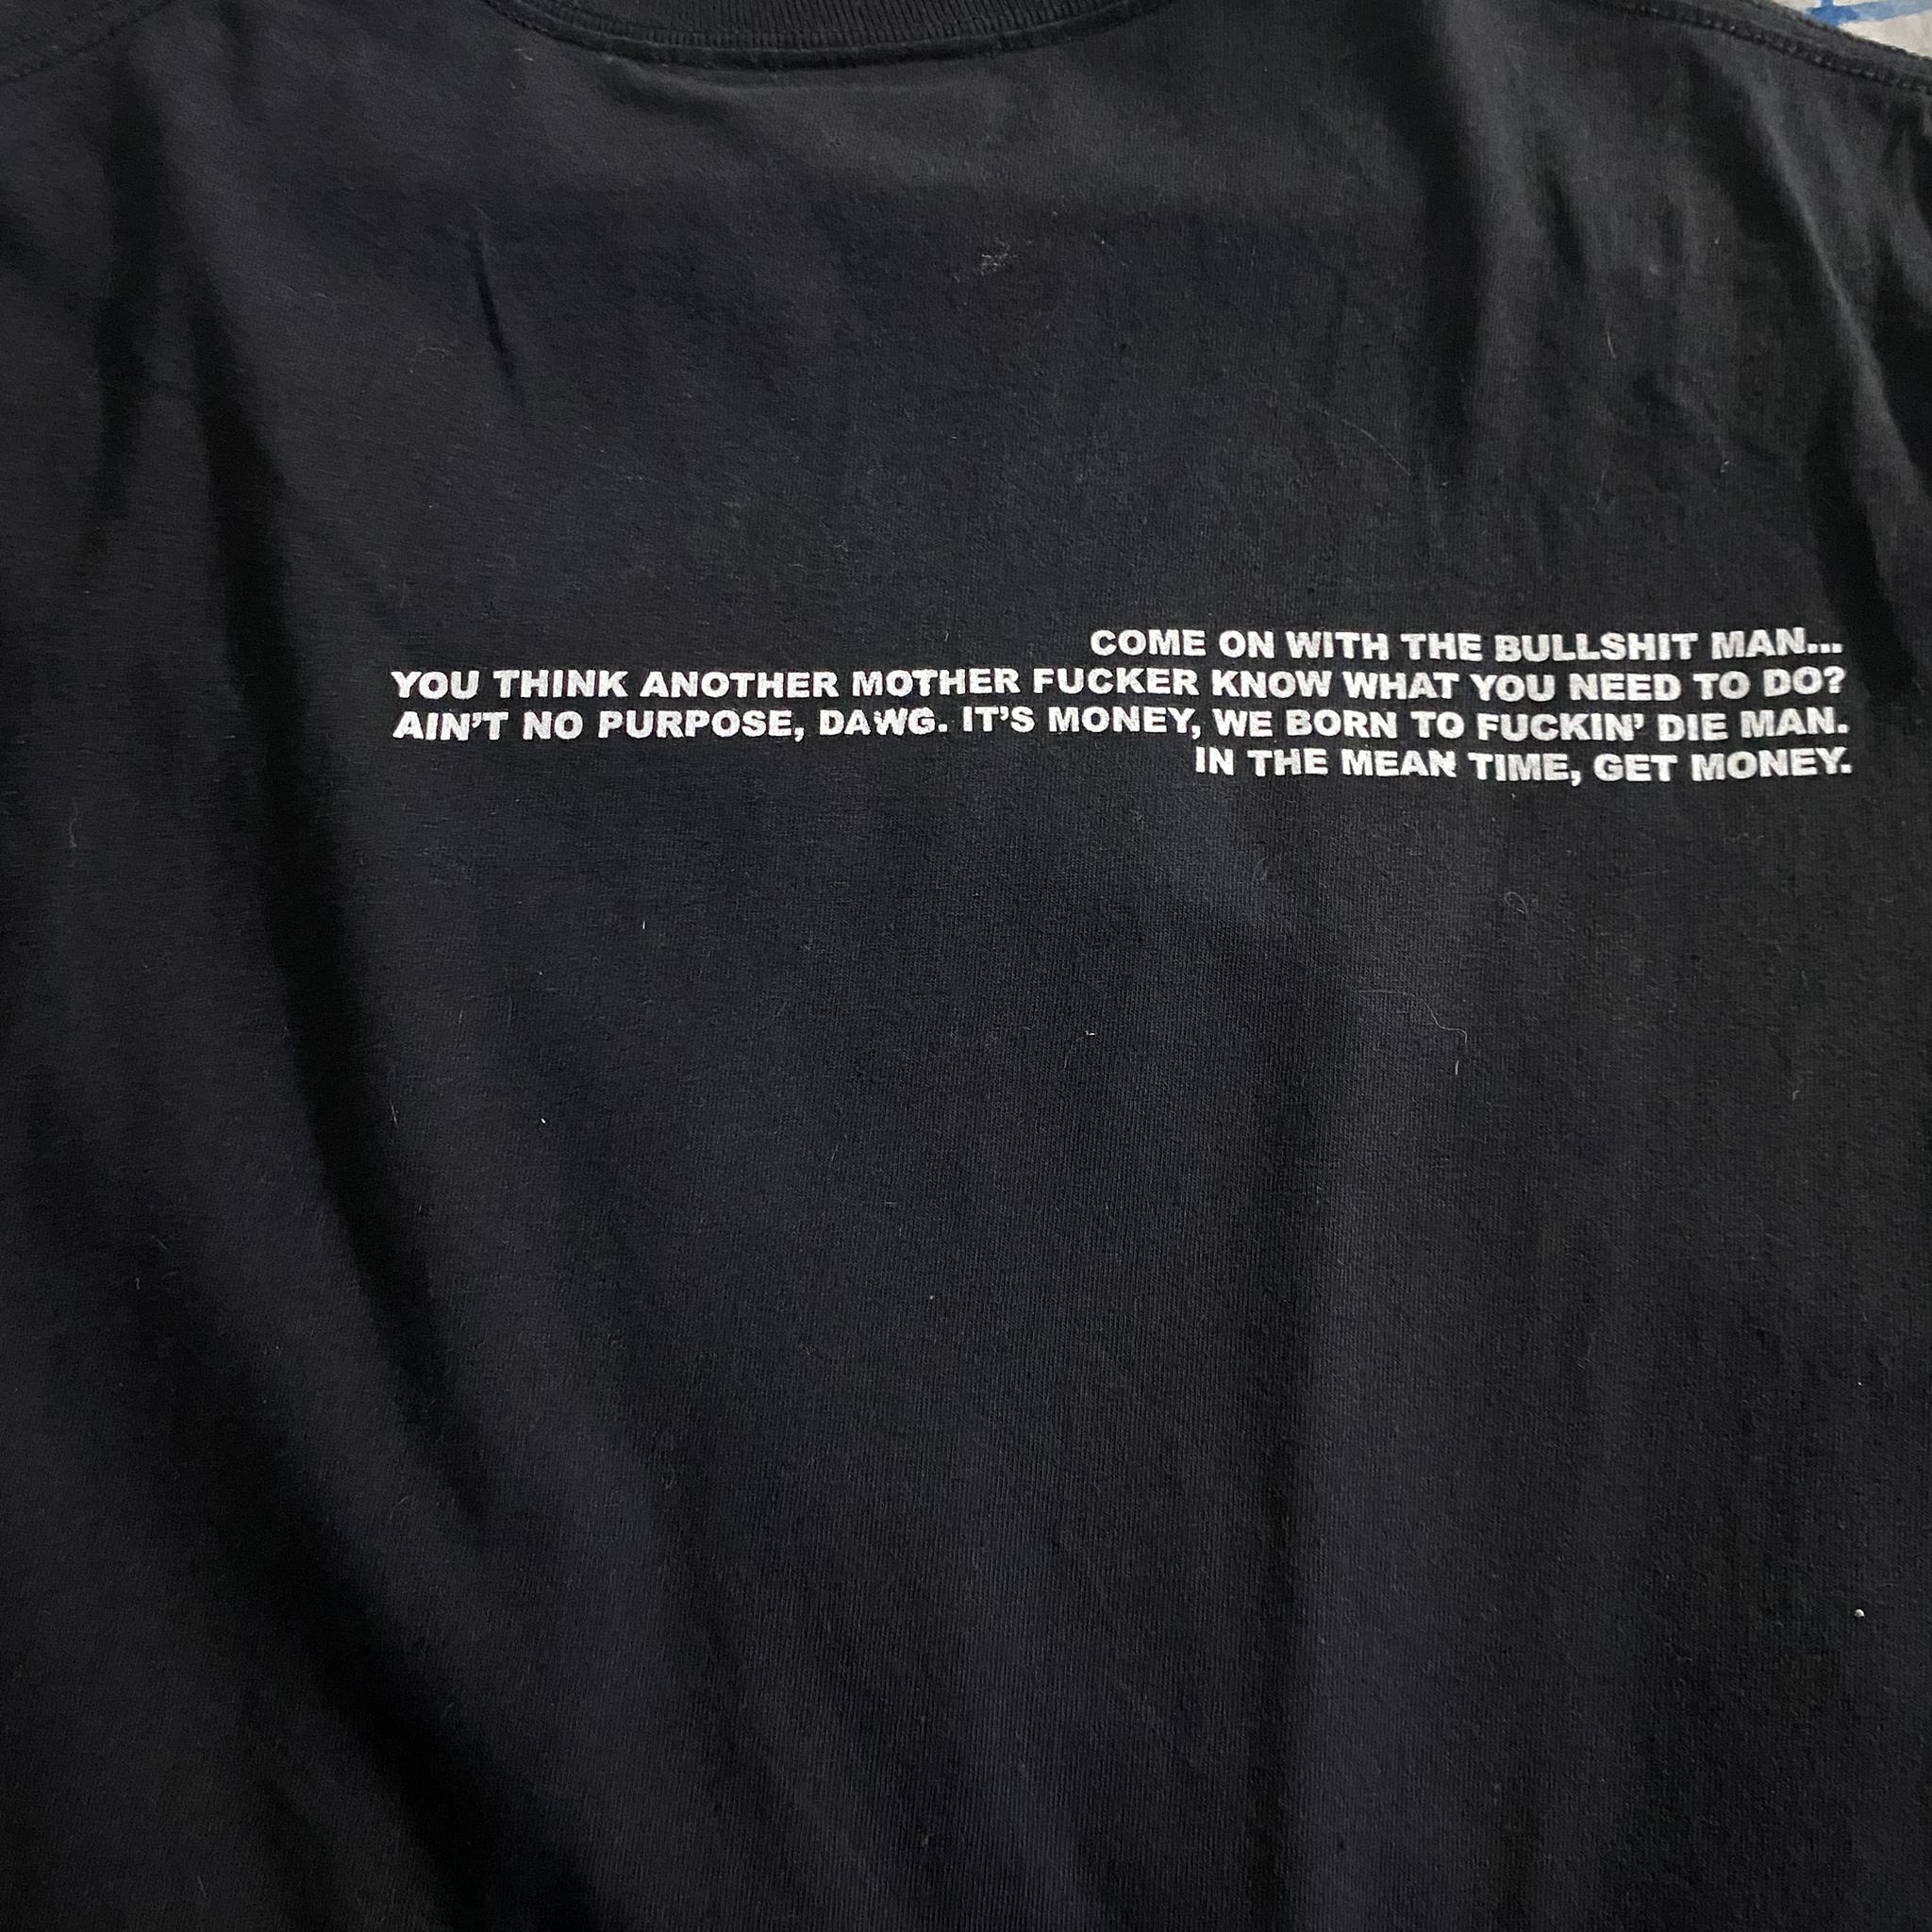 COME ON WITH THE BULLSHIT MAN...
YOU THINK ANOTHER MOTHER FUCKER KNOW WHAT YOU NEED TO DO?
AIN'T NO PURPOSE, DAWG. IT'S MONEY, WE BORN TO FUCKIN' DIE MAN.
IN THE MEAN TIME, GET MONEY.